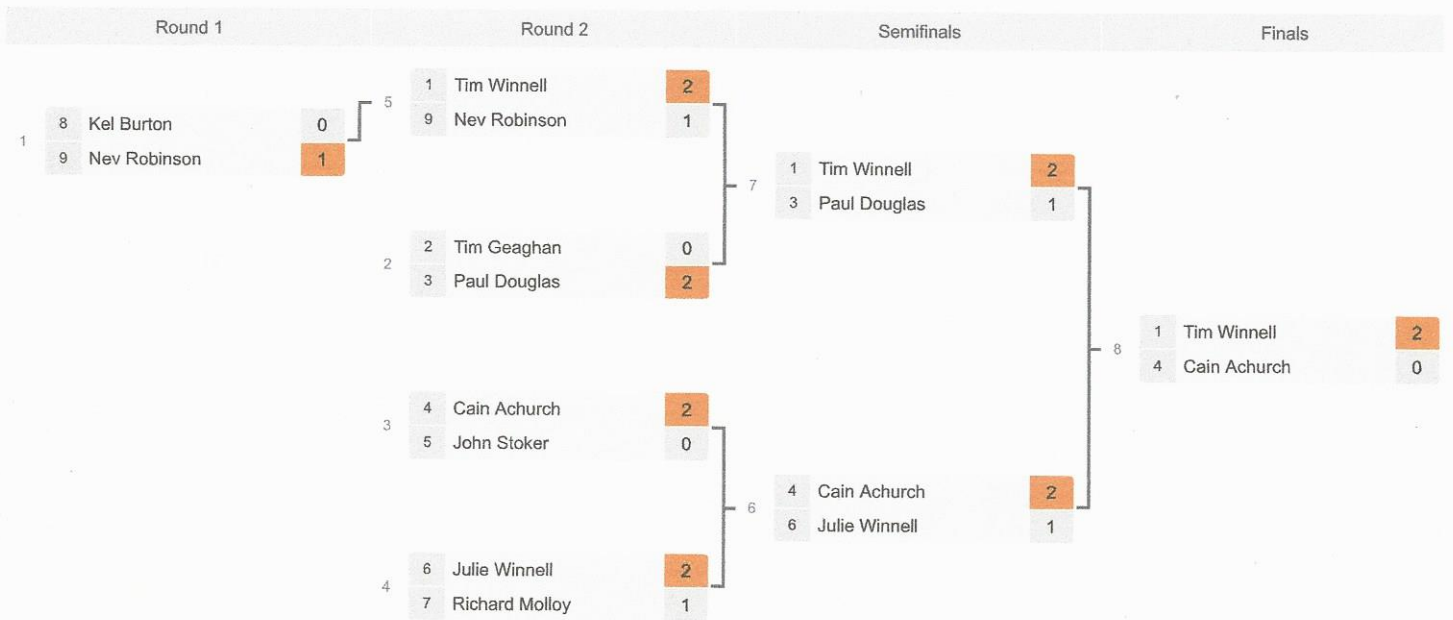 Round 1
Round 2
Semifinals
Finals
1
8 Kel Burton 0
9 Nev Robinson 1
5
1 Tim Winnell 2
9 Nev Robinson 1
2
2 Tim Geaghan 0
3 Paul Douglas 2
3
4 Cain Achurch 2
5 John Stoker 0
4
6 Julie Winnell 2
7 Richard Molloy 1
7
1 Tim Winnell 2
3 Paul Douglas 1
6
4 Cain Achurch 2
6 Julie Winnell 1
8
1 Tim Winnell 2
4 Cain Achurch 0